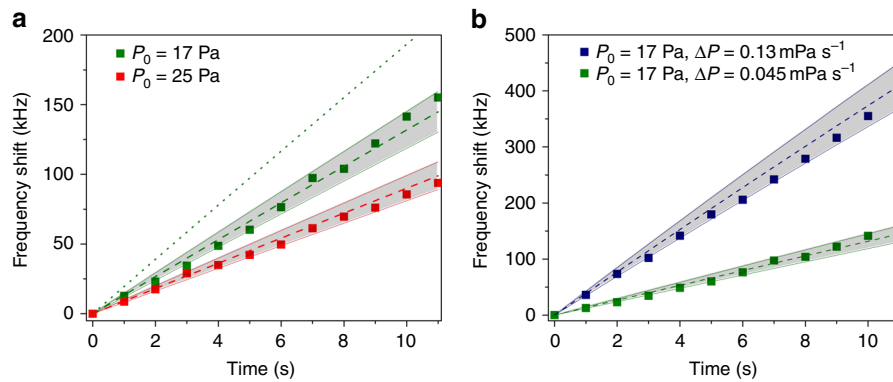 a
200
150
100
50
0
Frequency shift (kHz)
P₀ = 17 Pa
P₀ = 25 Pa
0 2 4 6 8 10
Time (s)
b
500
400
300
200
100
0
Frequency shift (kHz)
P₀ = 17 Pa, ΔP = 0.13 mPa s⁻¹
P₀ = 17 Pa, ΔP = 0.045 mPa s⁻¹
0 2 4 6 8 10
Time (s)